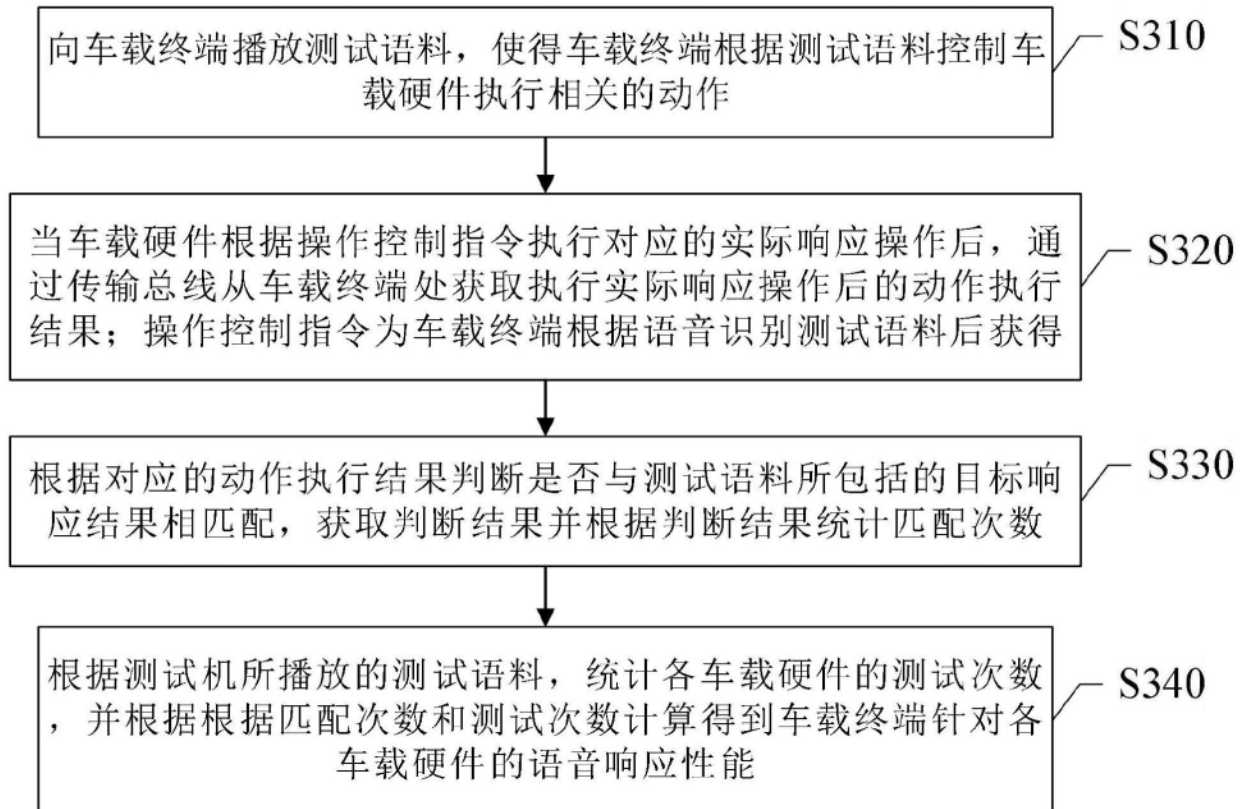 向车载终端播放测试语料，使得车载终端根据测试语料控制车
载硬件执行相关的动作
S310
当车载硬件根据操作控制指令执行对应的实际响应操作后，通
过传输总线从车载终端处获取执行实际响应操作后的动作执行
结果；操作控制指令为车载终端根据语音识别测试语料后获得
S320
根据对应的动作执行结果判断是否与测试语料所包括的目标响
应结果相匹配，获取判断结果并根据判断结果统计匹配次数
S330
根据测试机所播放的测试语料，统计各车载硬件的测试次数
，并根据根据匹配次数和测试次数计算得到车载终端针对各
车载硬件的语音响应性能
S340